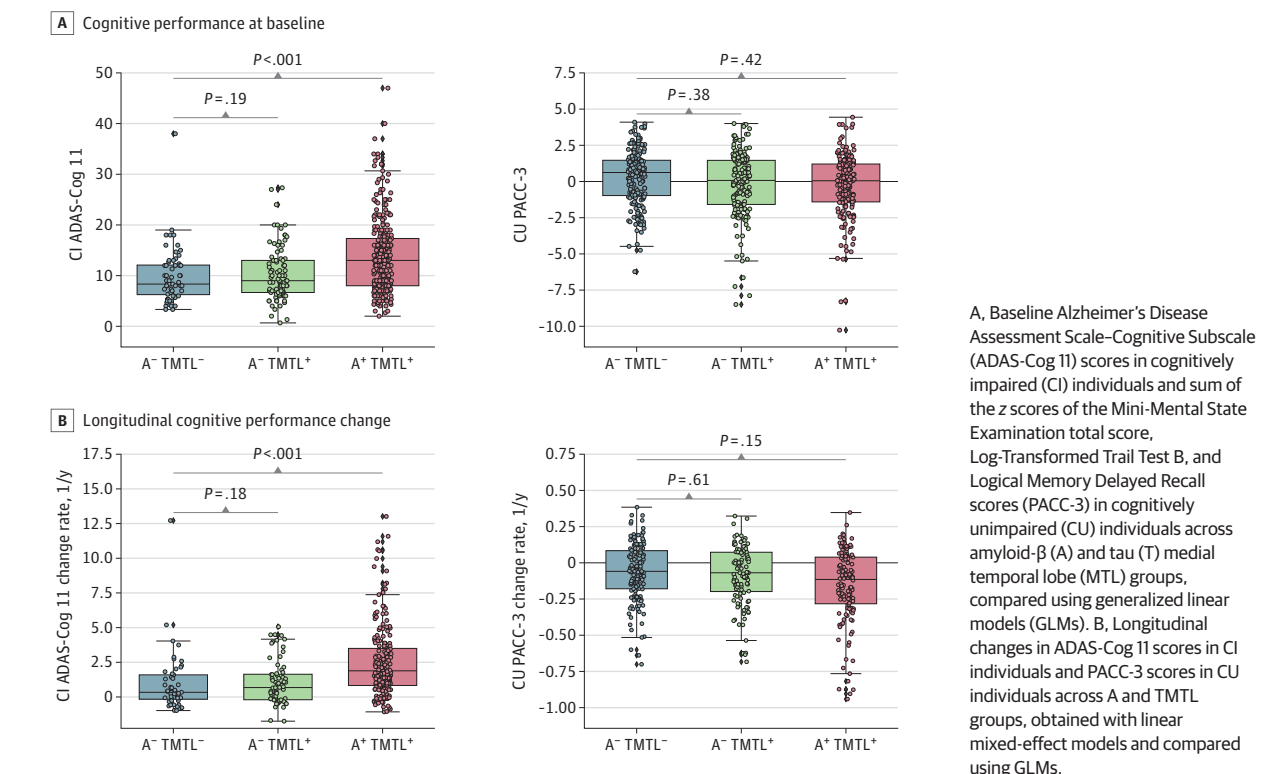 A Cognitive performance at baseline
CI ADAS-Cog 11
50
40
30
20
10
0
P<.001
P=.19
A− TMTL−
A− TMTL+
A+ TMTL+
CU PACC-3
7.5
5.0
2.5
0
-2.5
-5.0
-7.5
-10.0
P=.42
P=.38
A− TMTL−
A− TMTL+
A+ TMTL+
B Longitudinal cognitive performance change
CI ADAS-Cog 11 change rate, 1/y
17.5
15.0
12.5
10.0
7.5
5.0
2.5
0
P<.001
P=.18
A− TMTL−
A− TMTL+
A+ TMTL+
CU PACC-3 change rate, 1/y
0.75
0.50
0.25
0
-0.25
-0.50
-0.75
-1.00
P=.15
P=.61
A− TMTL−
A− TMTL+
A+ TMTL+
A, Baseline Alzheimer's Disease
Assessment Scale–Cognitive Subscale
(ADAS-Cog 11) scores in cognitively
impaired (CI) individuals and sum of
the z scores of the Mini-Mental State
Examination total score,
Log-Transformed Trail Test B, and
Logical Memory Delayed Recall
scores (PACC-3) in cognitively
unimpaired (CU) individuals across
amyloid-β (A) and tau (T) medial
temporal lobe (MTL) groups,
compared using generalized linear
models (GLMs). B, Longitudinal
changes in ADAS-Cog 11 scores in CI
individuals and PACC-3 scores in CU
individuals across A and TMTL
groups, obtained with linear
mixed-effect models and compared
using GLMs.